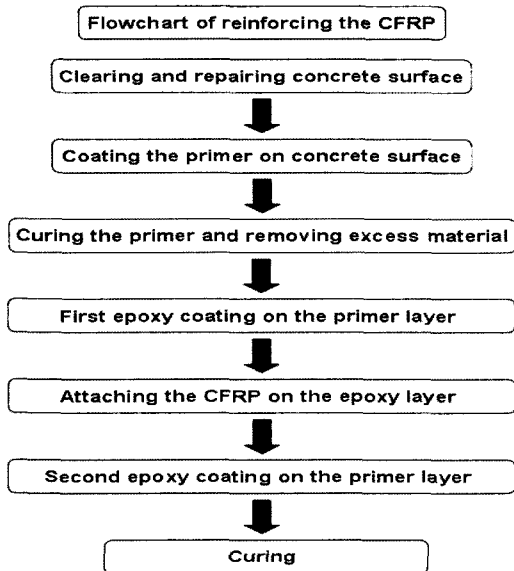 Flowchart of reinforcing the CFRP
Clearing and repairing concrete surface
Coating the primer on concrete surface
Curing the primer and removing excess material
First epoxy coating on the primer layer
Attaching the CFRP on the epoxy layer
Second epoxy coating on the primer layer
Curing